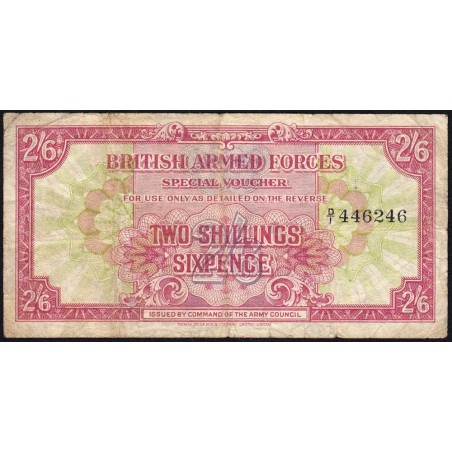 2/6 2/6
BRITISH ARMED FORCES
SPECIAL VOUCHER
FOR USE ONLY AS DETAILED ON THE REVERSE
D/1 446246
TWO SHILLINGS
SIXPENCE
2/6 2/6
ISSUED BY COMMAND OF THE ARMY COUNCIL